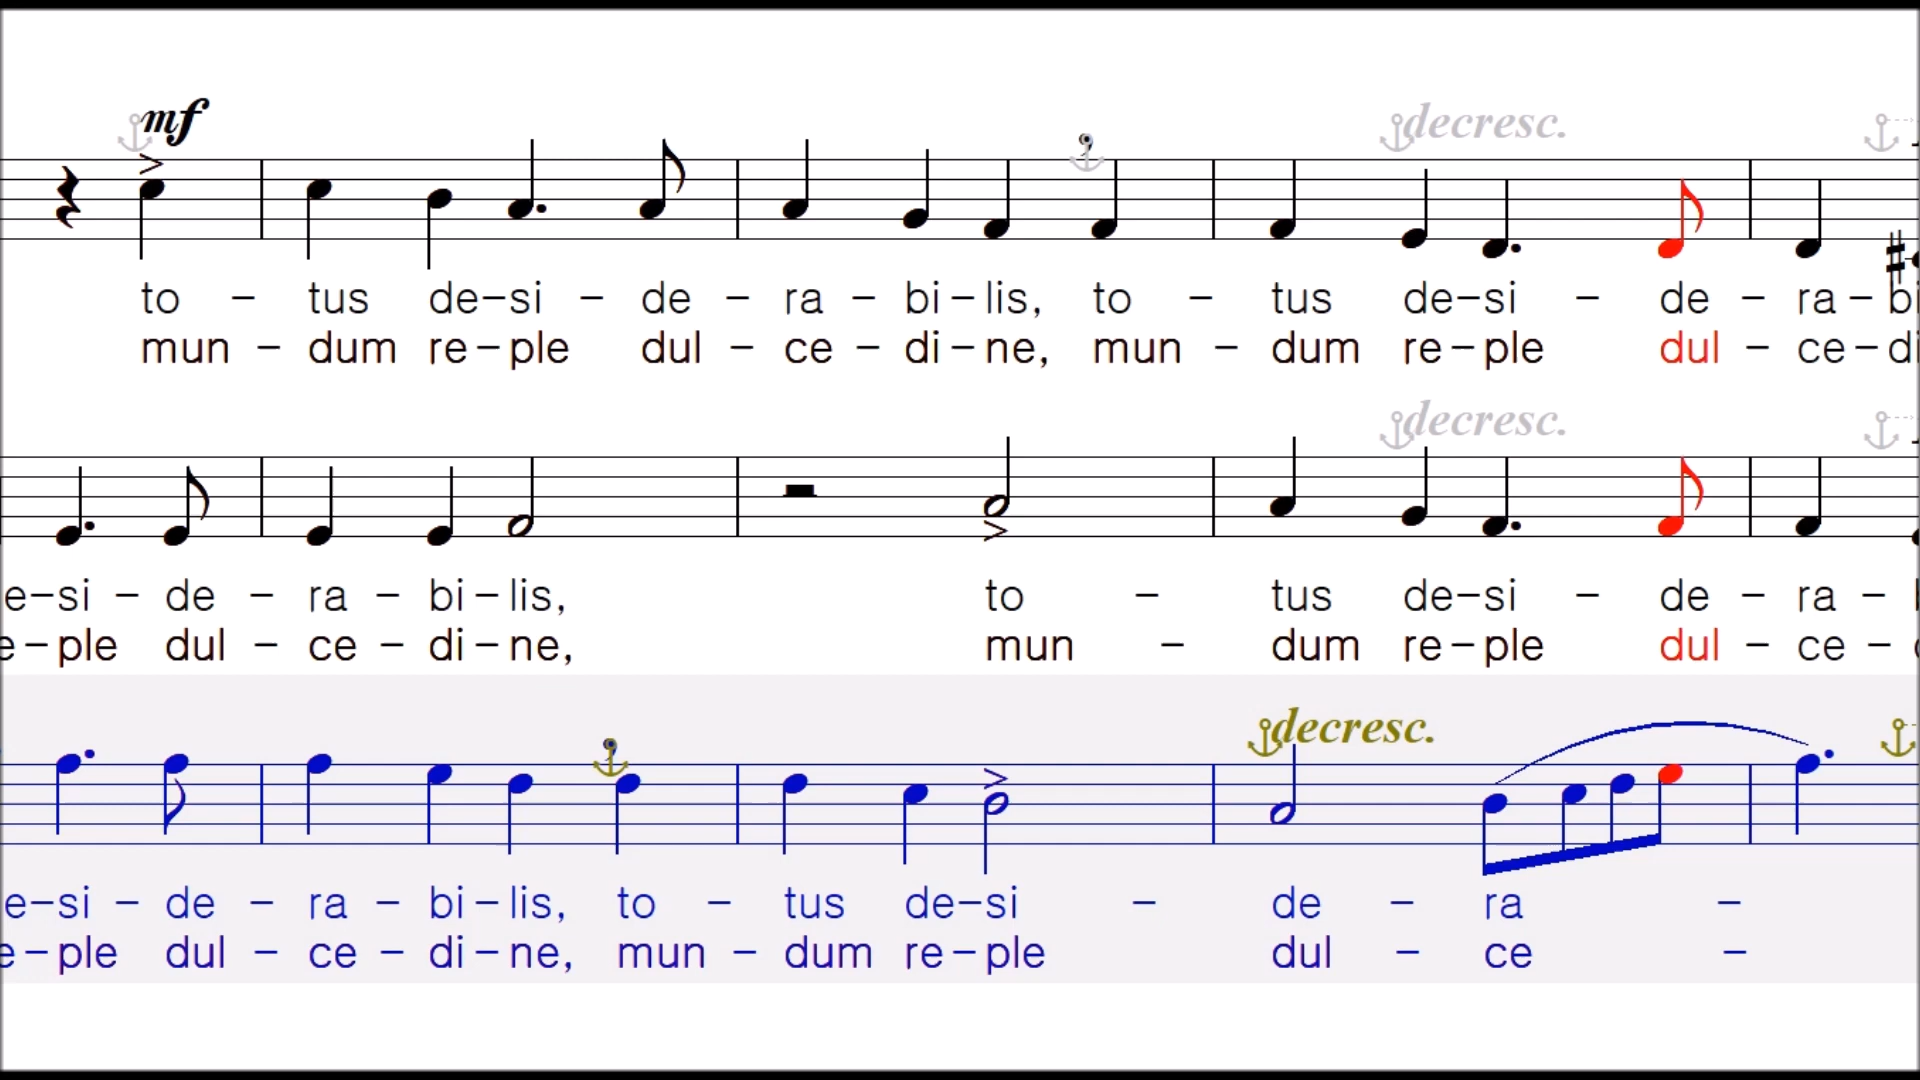 mf
decresc.
to - tus de-si - de - ra - bi-lis, to - tus de-si - de - ra-bi
mun - dum re-ple dul - ce - di-ne, mun - dum re-ple dul - ce-di
decresc.
e-si - de - ra - bi-lis, to - tus de-si - de - ra -
e-ple dul - ce - di-ne, mun - dum re-ple dul - ce -
decresc.
e-si - de - ra - bi-lis, to - tus de-si - de - ra -
e-ple dul - ce - di-ne, mun - dum re-ple dul - ce -